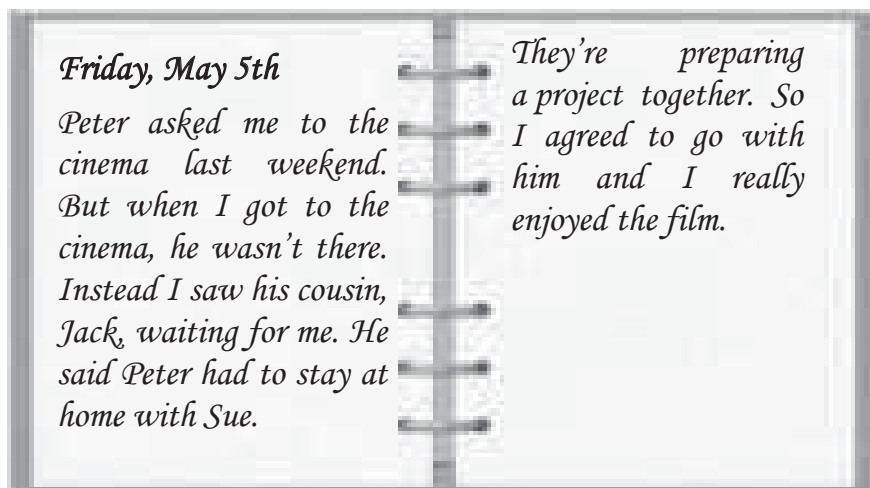 Friday, May 5th
Peter asked me to the
cinema last weekend.
But when I got to the
cinema, he wasn't there.
Instead I saw his cousin,
Jack, waiting for me. He
said Peter had to stay at
home with Sue.
They're preparing
a project together. So
I agreed to go with
him and I really
enjoyed the film.